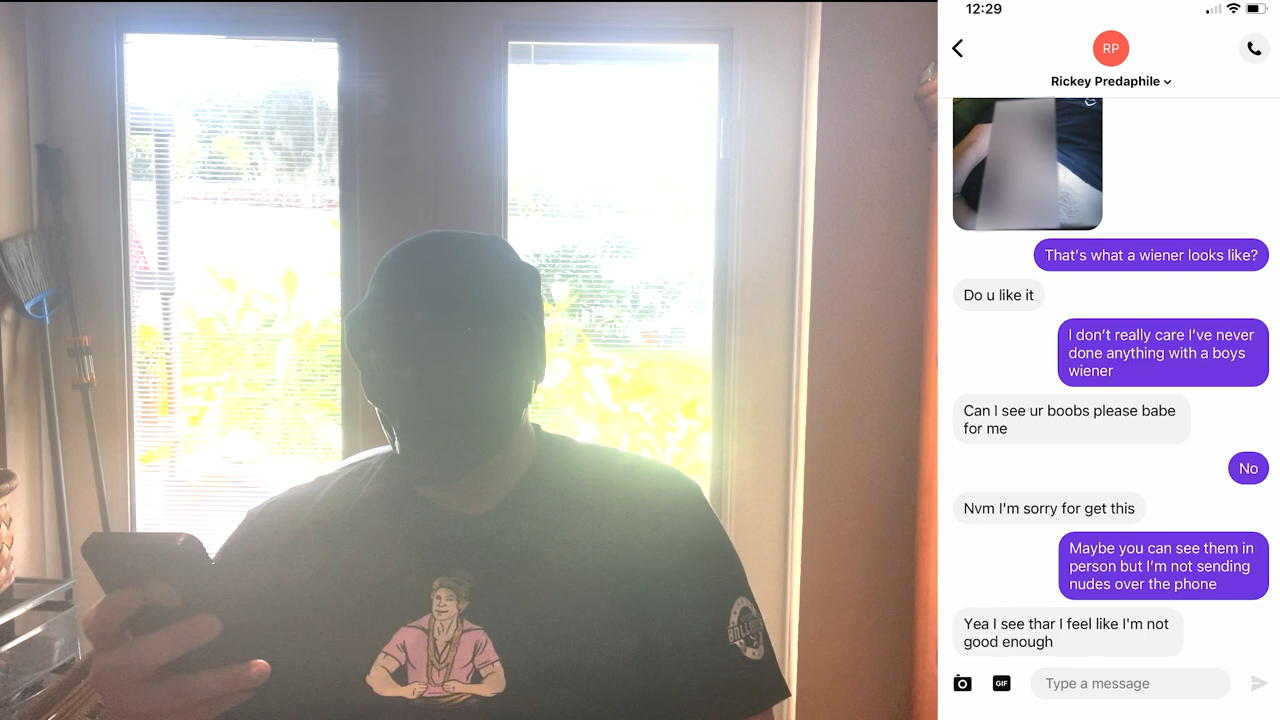 12:29
RP
Rickey Predaphile
That's what a wiener looks like?
Do u like it
I don't really care I've never
done anything with a boys
wiener
Can I see ur boobs please babe
for me
No
Nvm I'm sorry for get this
Maybe you can see them in
person but I'm not sending
nudes over the phone
Yea I see thar I feel like I'm not
good enough
GIF
Type a message